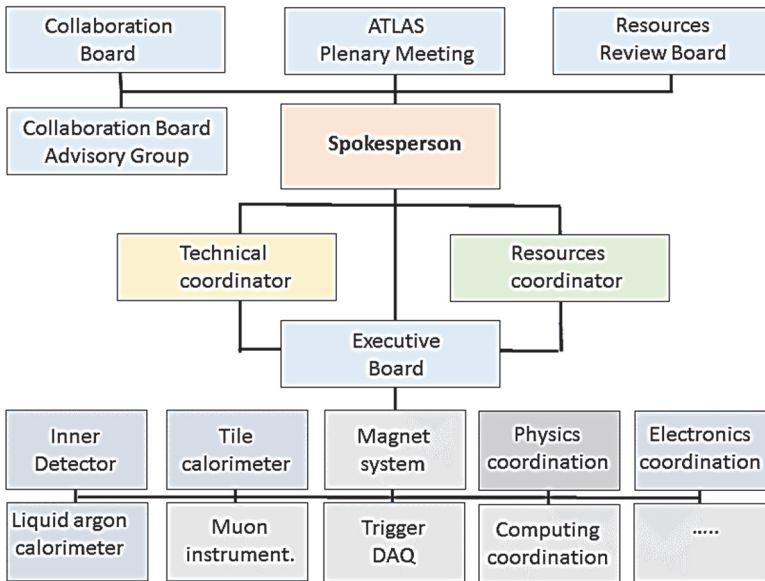 Collaboration
Board
ATLAS
Plenary Meeting
Resources
Review Board
Collaboration Board
Advisory Group
Spokesperson
Technical
coordinator
Resources
coordinator
Executive
Board
Inner
Detector
Tile
calorimeter
Magnet
system
Physics
coordination
Electronics
coordination
Liquid argon
calorimeter
Muon
instrument.
Trigger
DAQ
Computing
coordination
.....